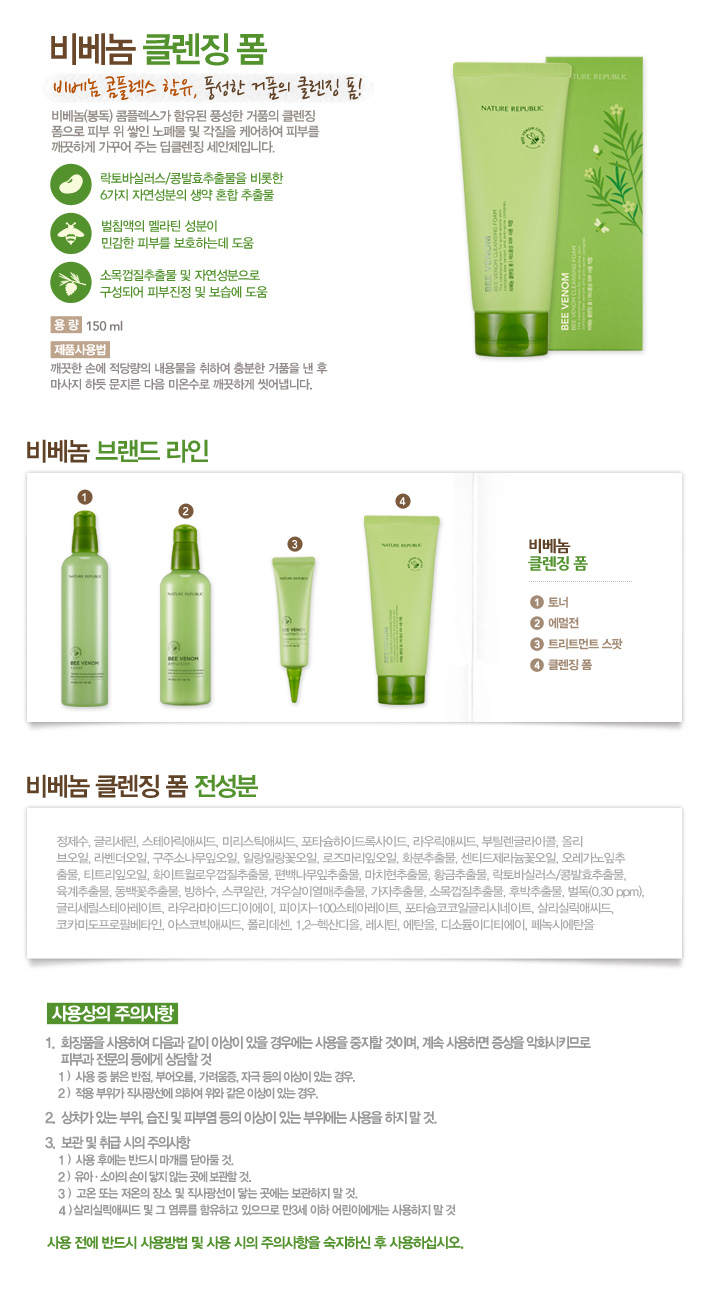 비베놈 클렌징 폼
비베놈 콤플렉스 함유, 풍성한 거품의 클렌징 폼!
비베놈(봉독) 콤플렉스가 함유된 풍성한 거품의 클렌징
폼으로 피부 위 쌓인 노폐물 및 각질을 케어하여 피부를
깨끗하게 가꾸어 주는 딥클렌징 세안제입니다.
락토바실러스/콩발효추출물을 비롯한
6가지 자연성분의 생약 혼합 추출물
벌침액의 멜라틴 성분이
민감한 피부를 보호하는데 도움
소목껍질추출물 및 자연성분으로
구성되어 피부진정 및 보습에 도움
용 량 150 ml
제품사용법
깨끗한 손에 적당량의 내용물을 취하여 충분한 거품을 낸 후
마사지 하듯 문지른 다음 미온수로 깨끗하게 씻어냅니다.
NATURE REPUBLIC
BEE VENOM
BEE VENOM CLEANSING FOAM
NATURE REPUBLIC
BEE VENOM
BEE VENOM CLEANSING FOAM
비베놈 브랜드 라인
1
2
3
4
NATURE REPUBLIC
BEE VENOM
NATURE REPUBLIC
BEE VENOM
NATURE REPUBLIC
BEE VENOM
NATURE REPUBLIC
BEE VENOM
비베놈
클렌징 폼
1 토너
2 에멀전
3 트리트먼트 스팟
4 클렌징 폼
비베놈 클렌징 폼 전성분
정제수, 글리세린, 스테아릭애씨드, 미리스틱애씨드, 포타슘하이드록사이드, 라우릭애씨드, 부틸렌글라이콜, 올리
브오일, 라벤더오일, 구주소나무잎오일, 일랑일랑꽃오일, 로즈마리잎오일, 화분추출물, 센티드제라늄꽃오일, 오레가노잎추
출물, 티트리잎오일, 화이트윌로우껍질추출물, 편백나무잎추출물, 마치현추출물, 황금추출물, 락토바실러스/콩발효추출물,
육계추출물, 동백꽃추출물, 빙하수, 스쿠알란, 겨우살이열매추출물, 가자추출물, 소목껍질추출물, 후박추출물, 벌독(0.30 ppm),
글리세릴스테아레이트, 라우라마이드디이에이, 피이지-100스테아레이트, 포타슘코코일글리시네이트, 살리실릭애씨드,
코카미도프로필베타인, 아스코빅애씨드, 폴리데센, 1,2-헥산디올, 레시틴, 에탄올, 디소듐이디티에이, 페녹시에탄올
사용상의 주의사항
1. 화장품을 사용하여 다음과 같이 이상이 있을 경우에는 사용을 중지할 것이며, 계속 사용하면 증상을 악화시키므로
피부과 전문의 등에게 상담할 것
1 ) 사용 중 붉은 반점, 부어오름, 가려움증, 자극 등의 이상이 있는 경우.
2 ) 적용 부위가 직사광선에 의하여 위와 같은 이상이 있는 경우.
2. 상처가 있는 부위, 습진 및 피부염 등의 이상이 있는 부위에는 사용을 하지 말 것.
3. 보관 및 취급 시의 주의사항
1 ) 사용 후에는 반드시 마개를 닫아둘 것.
2 ) 유아·소아의 손이 닿지 않는 곳에 보관할 것.
3 ) 고온 또는 저온의 장소 및 직사광선이 닿는 곳에는 보관하지 말 것.
4 ) 살리실릭애씨드 및 그 염류를 함유하고 있으므로 만3세 이하 어린이에게는 사용하지 말 것
사용 전에 반드시 사용방법 및 사용 시의 주의사항을 숙지하신 후 사용하십시오.